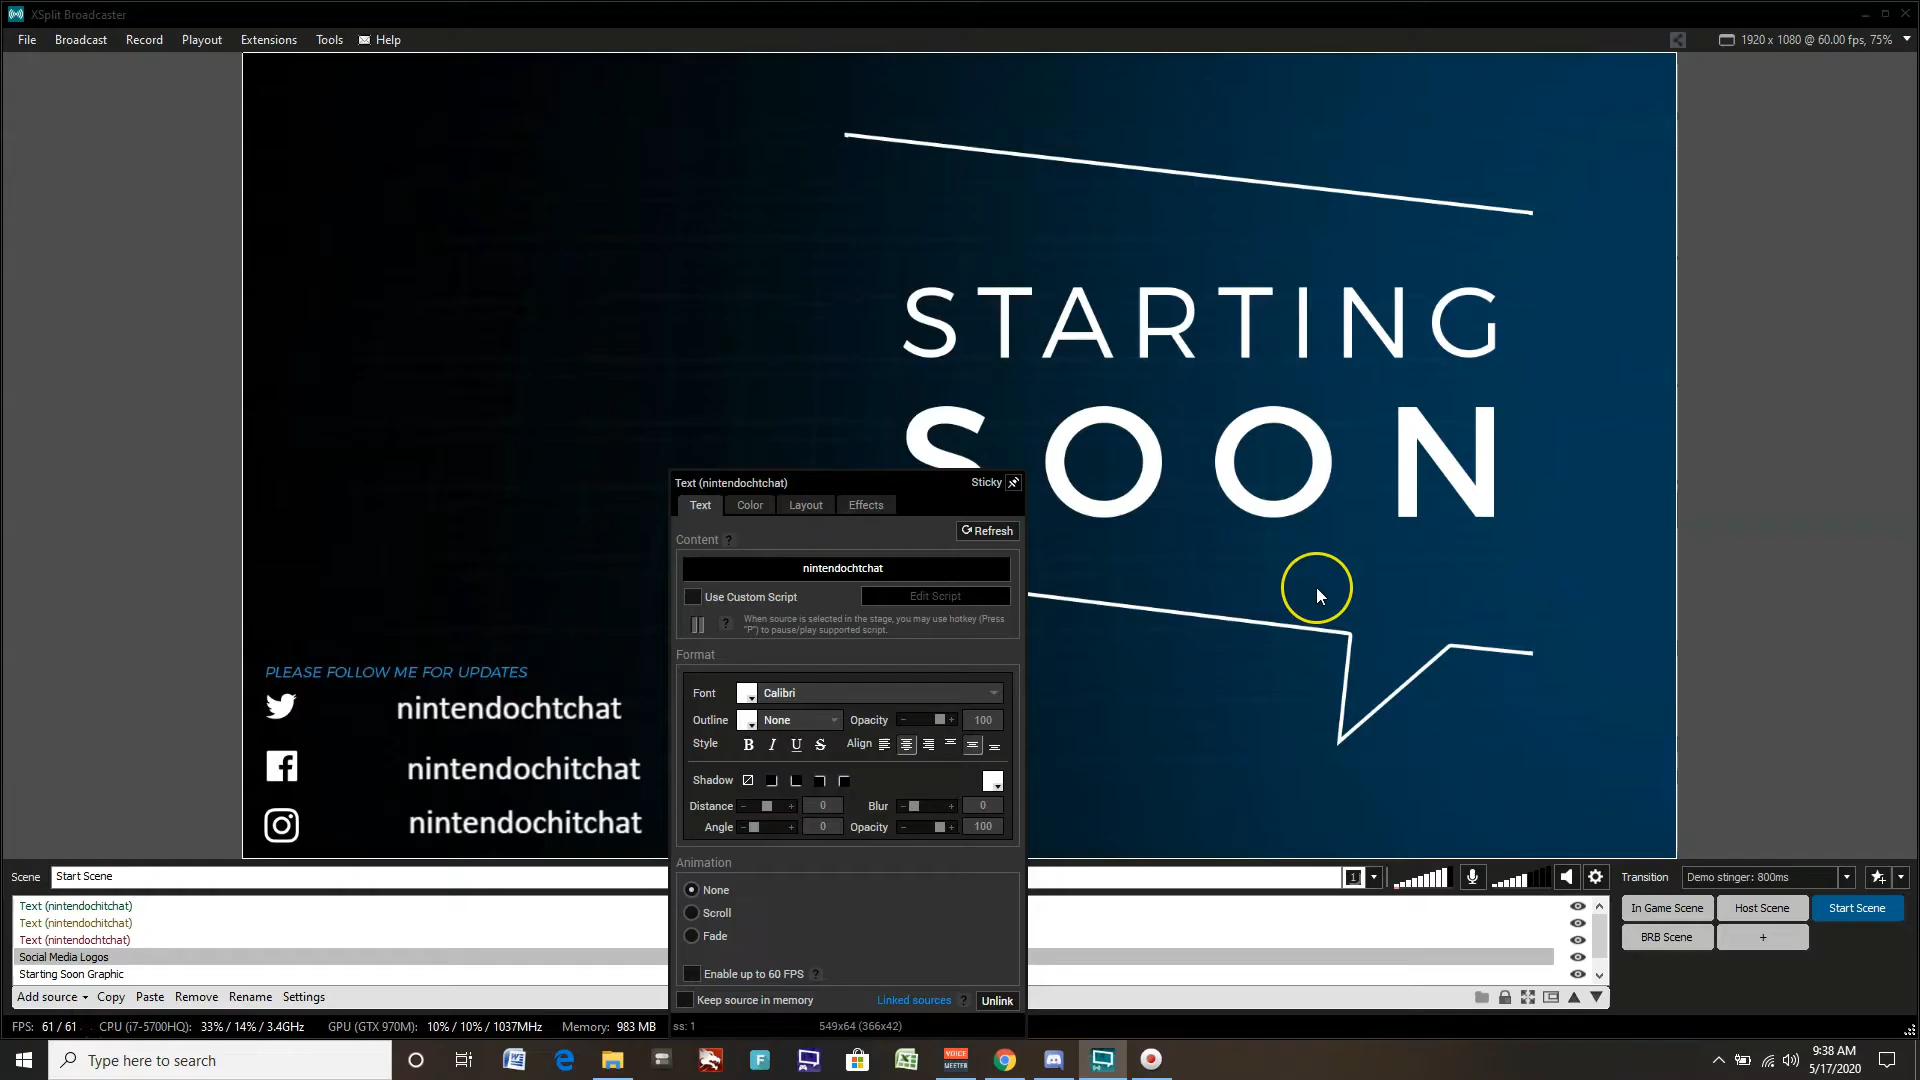 XSplit Broadcaster
File Broadcast Record Playout Extensions Tools Help
1920 x 1080 @ 60.00 fps, 75%
STARTING
SOON
PLEASE FOLLOW ME FOR UPDATES
nintendochtchat
nintendochitchat
nintendochitchat
Text (nintendochtchat) Sticky
Text Color Layout Effects
Refresh
Content ?
nintendochtchat
Use Custom Script Edit Script
? When source is selected in the stage, you may use hotkey (Press
"P") to pause/play supported script.
Format
Font Calibri
Outline None Opacity 100
Style B I U S Align
Shadow
Distance 0 Blur 0
Angle 0 Opacity 100
Animation
None
Scroll
Fade
Enable up to 60 FPS ?
Keep source in memory Linked sources ? Unlink
ss: 1 549x64 (366x42)
Scene Start Scene 1
Text (nintendochitchat)
Text (nintendochitchat)
Text (nintendochtchat)
Social Media Logos
Starting Soon Graphic
Add source Copy Paste Remove Rename Settings
Transition Demo stinger: 800ms
In Game Scene Host Scene Start Scene
BRB Scene +
FPS: 61 / 61 CPU (i7-5700HQ): 33% / 14% / 3.4GHz GPU (GTX 970M): 10% / 10% / 1037MHz Memory: 983 MB
Type here to search
VOICE
MEETER
9:38 AM
5/17/2020